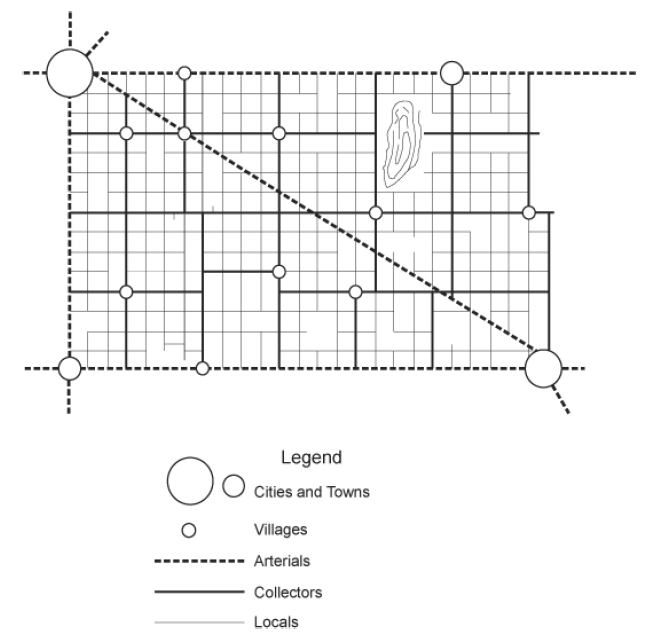 Legend
Cities and Towns
Villages
Arterials
Collectors
Locals